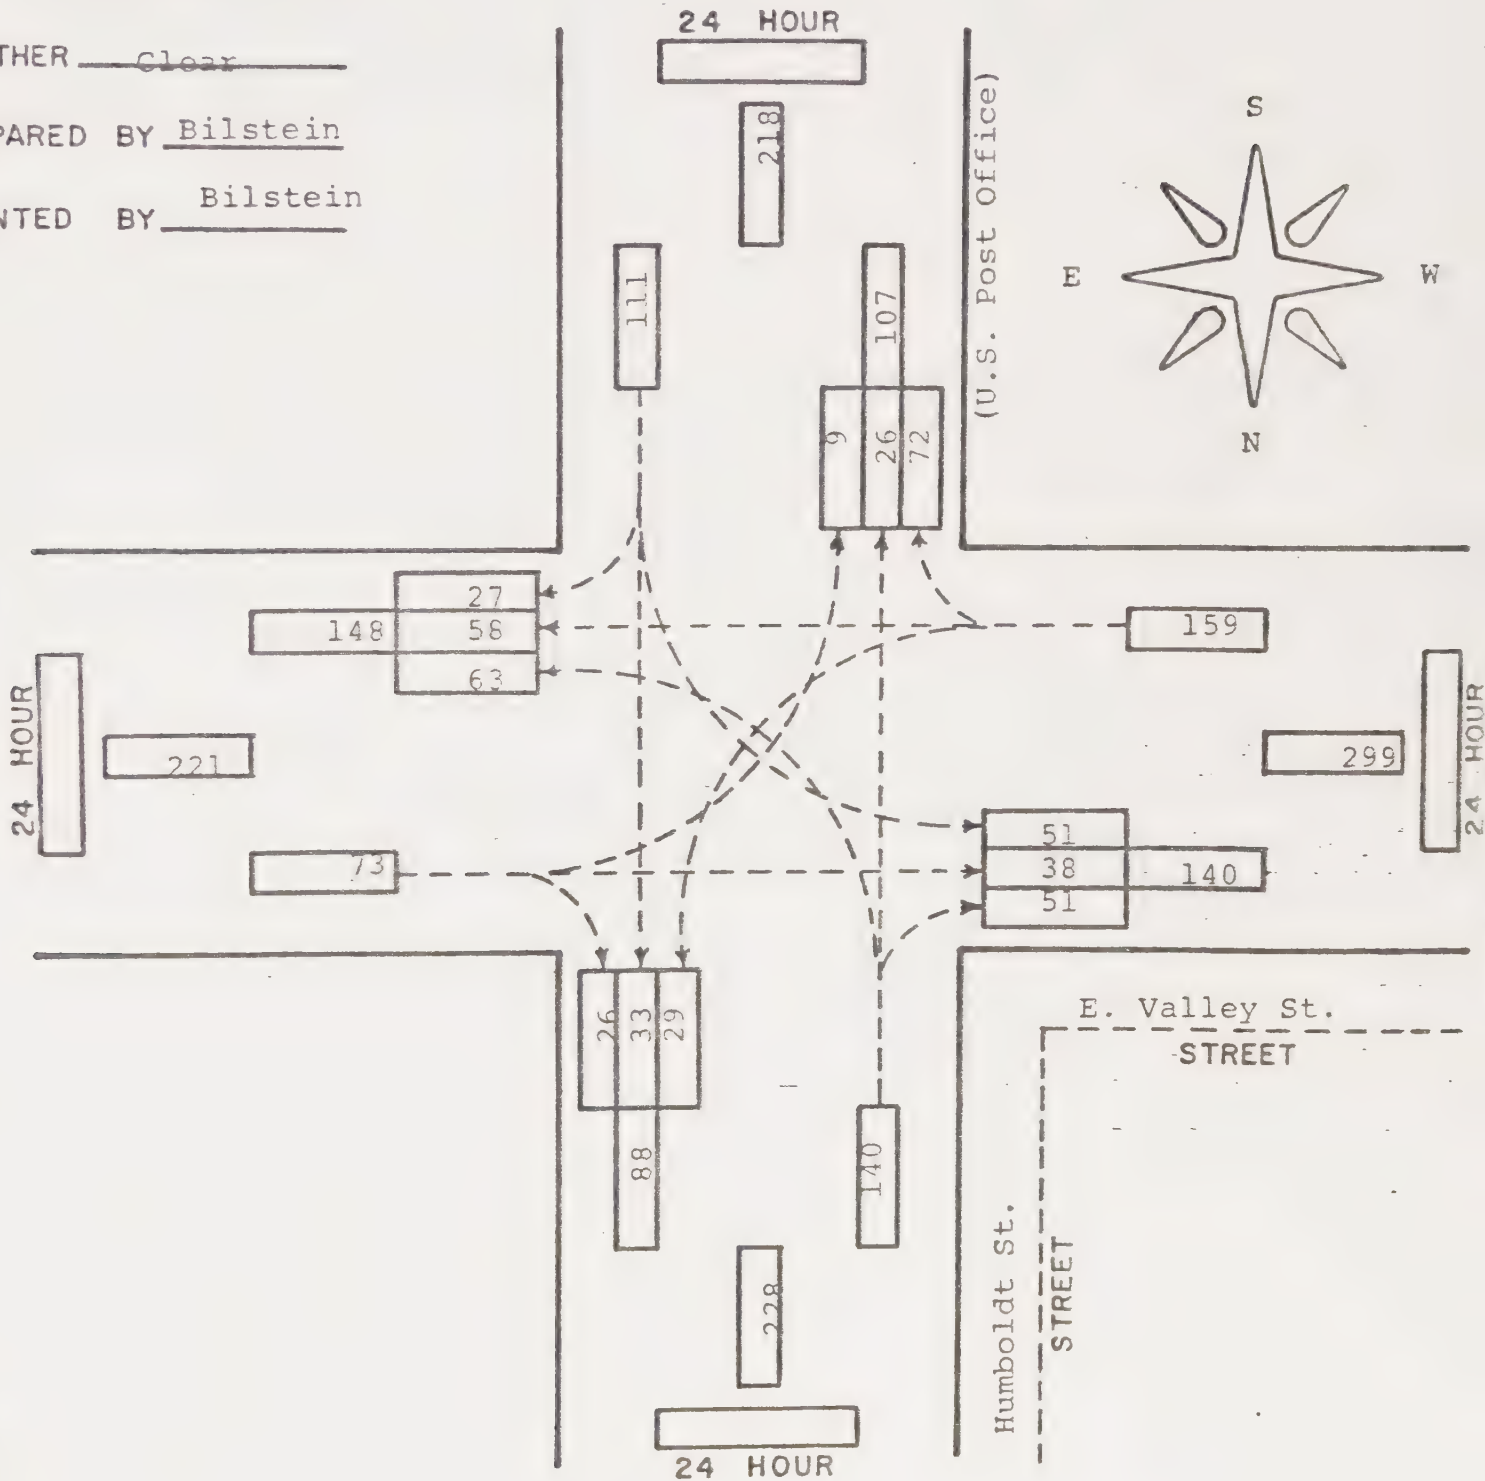 24 HOUR
THER Clear
PARED BY Bilstein
NTED BY Bilstein
218
(U.S. Post Office)
S
E
W
N
111
107
9 26 72
27
148 58
63
159
24 HOUR
221
299
24 HOUR
73
51
38 140
51
26 33 29
88
140
E. Valley St.
STREET
Humboldt St.
STREET
228
24 HOUR